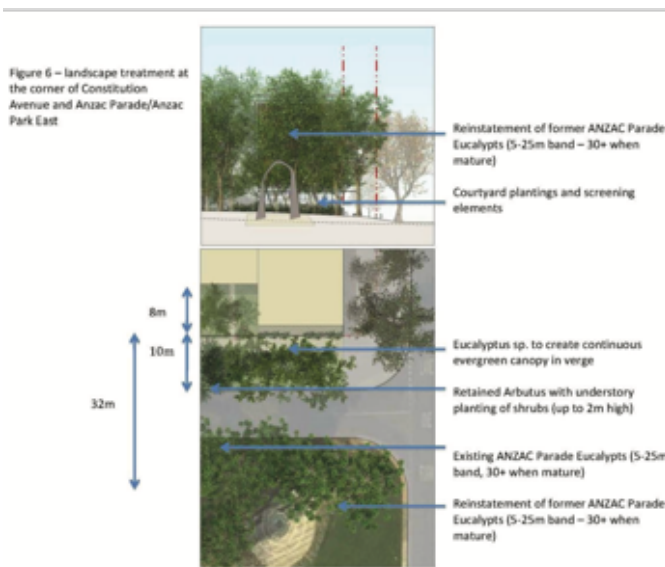 Figure 6 – landscape treatment at
the corner of Constitution
Avenue and Anzac Parade/Anzac
Park East
Reinstatement of former ANZAC Parade
Eucalypts (5-25m band – 30+ when
mature)
Courtyard plantings and screening
elements
8m
10m
32m
Eucalyptus sp. to create continuous
evergreen canopy in verge
Retained Arbutus with understory
planting of shrubs (up to 2m high)
Existing ANZAC Parade Eucalypts (5-25m
band, 30+ when mature)
Reinstatement of former ANZAC Parade
Eucalypts (5-25m band – 30+ when
mature)